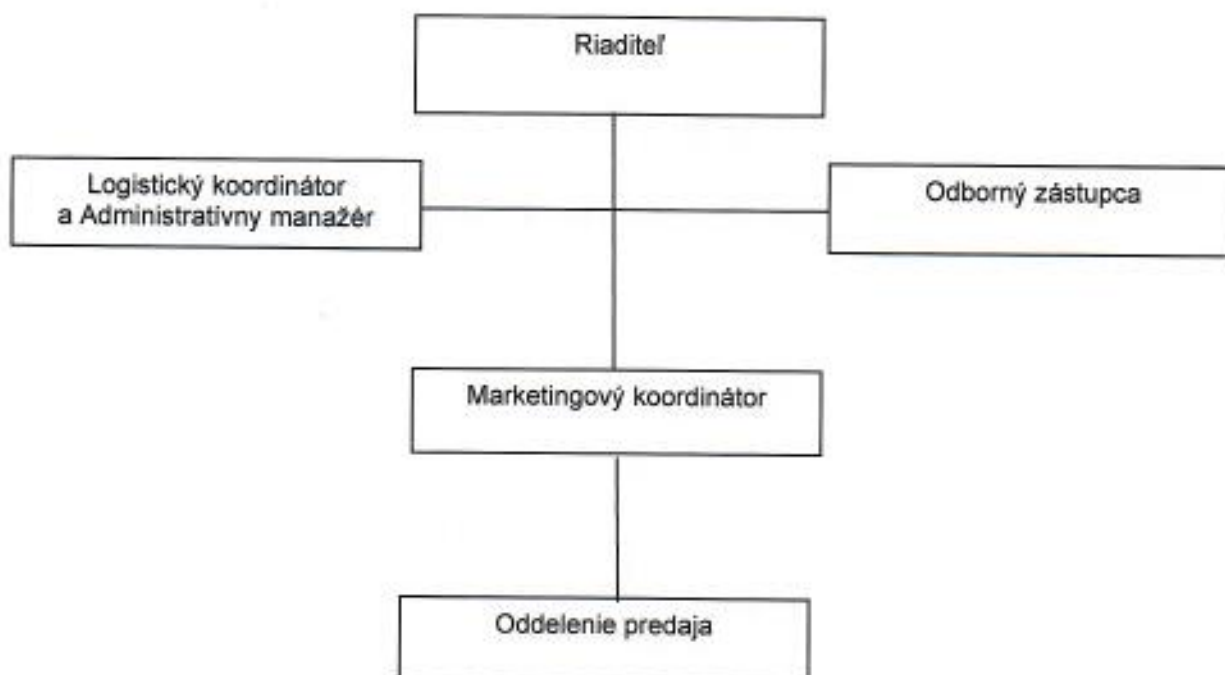 Riaditeľ
Logistický koordinátor
a Administratívny manažér
Odborný zástupca
Marketingový koordinátor
Oddelenie predaja